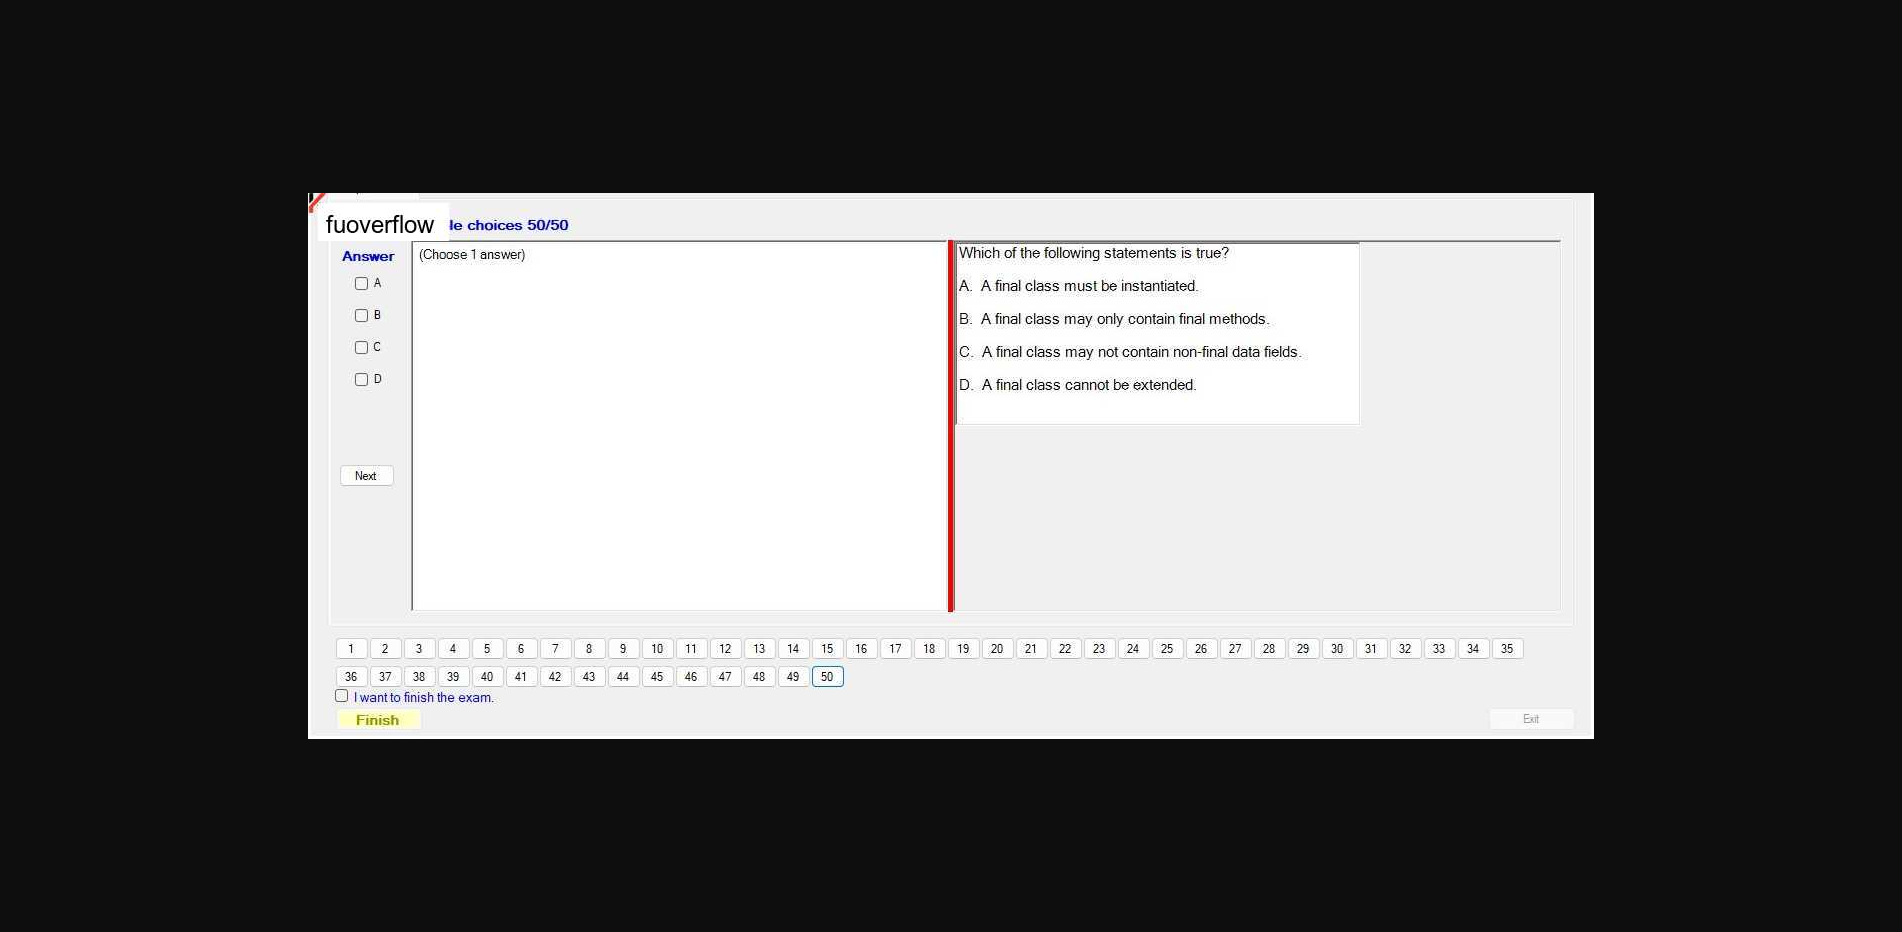 fuoverflow le choices 50/50
Answer
(Choose 1 answer)
A
B
C
D
Next
Which of the following statements is true?
A. A final class must be instantiated.
B. A final class may only contain final methods.
C. A final class may not contain non-final data fields.
D. A final class cannot be extended.
1 2 3 4 5 6 7 8 9 10 11 12 13 14 15 16 17 18 19 20 21 22 23 24 25 26 27 28 29 30 31 32 33 34 35
36 37 38 39 40 41 42 43 44 45 46 47 48 49 50
I want to finish the exam.
Finish
Exit